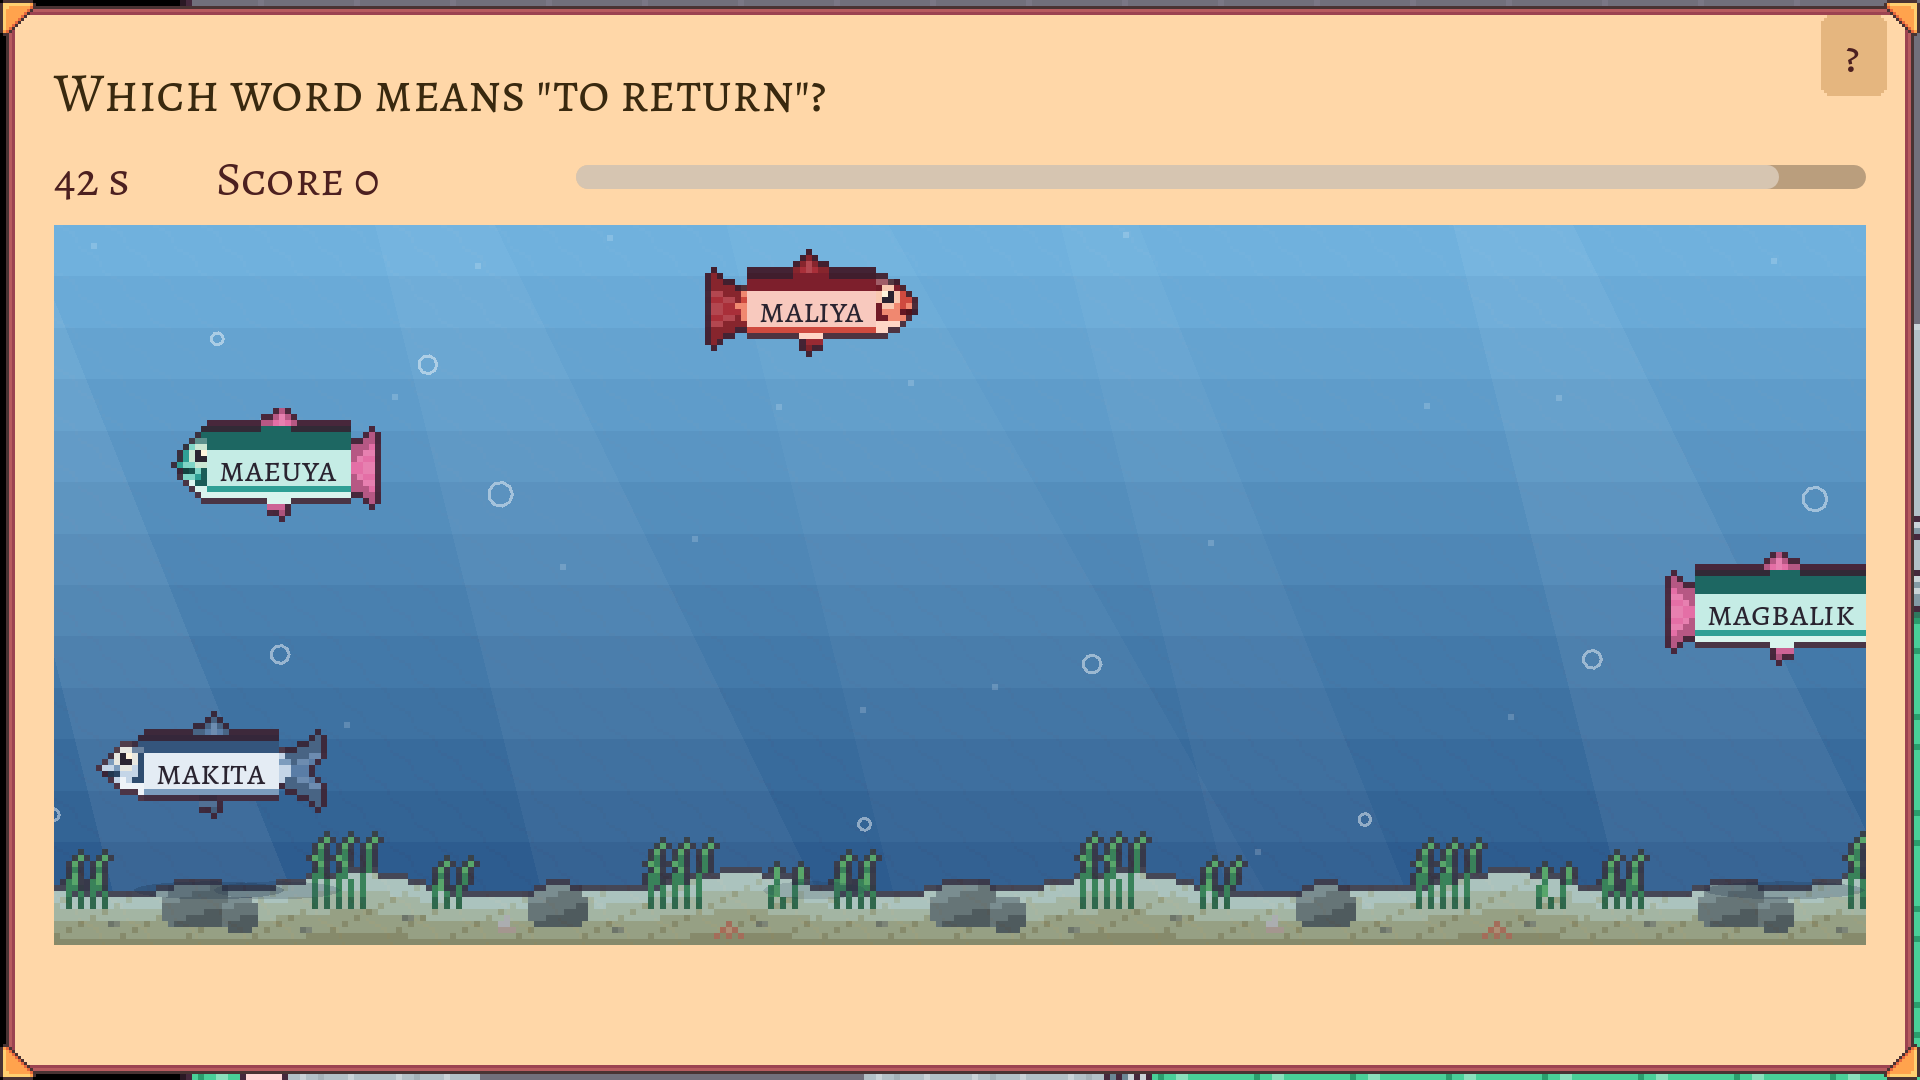 Which word means "to return"?
?
42 s
Score 0
MALIYA
MAEUYA
MAGBALIK
MAKITA